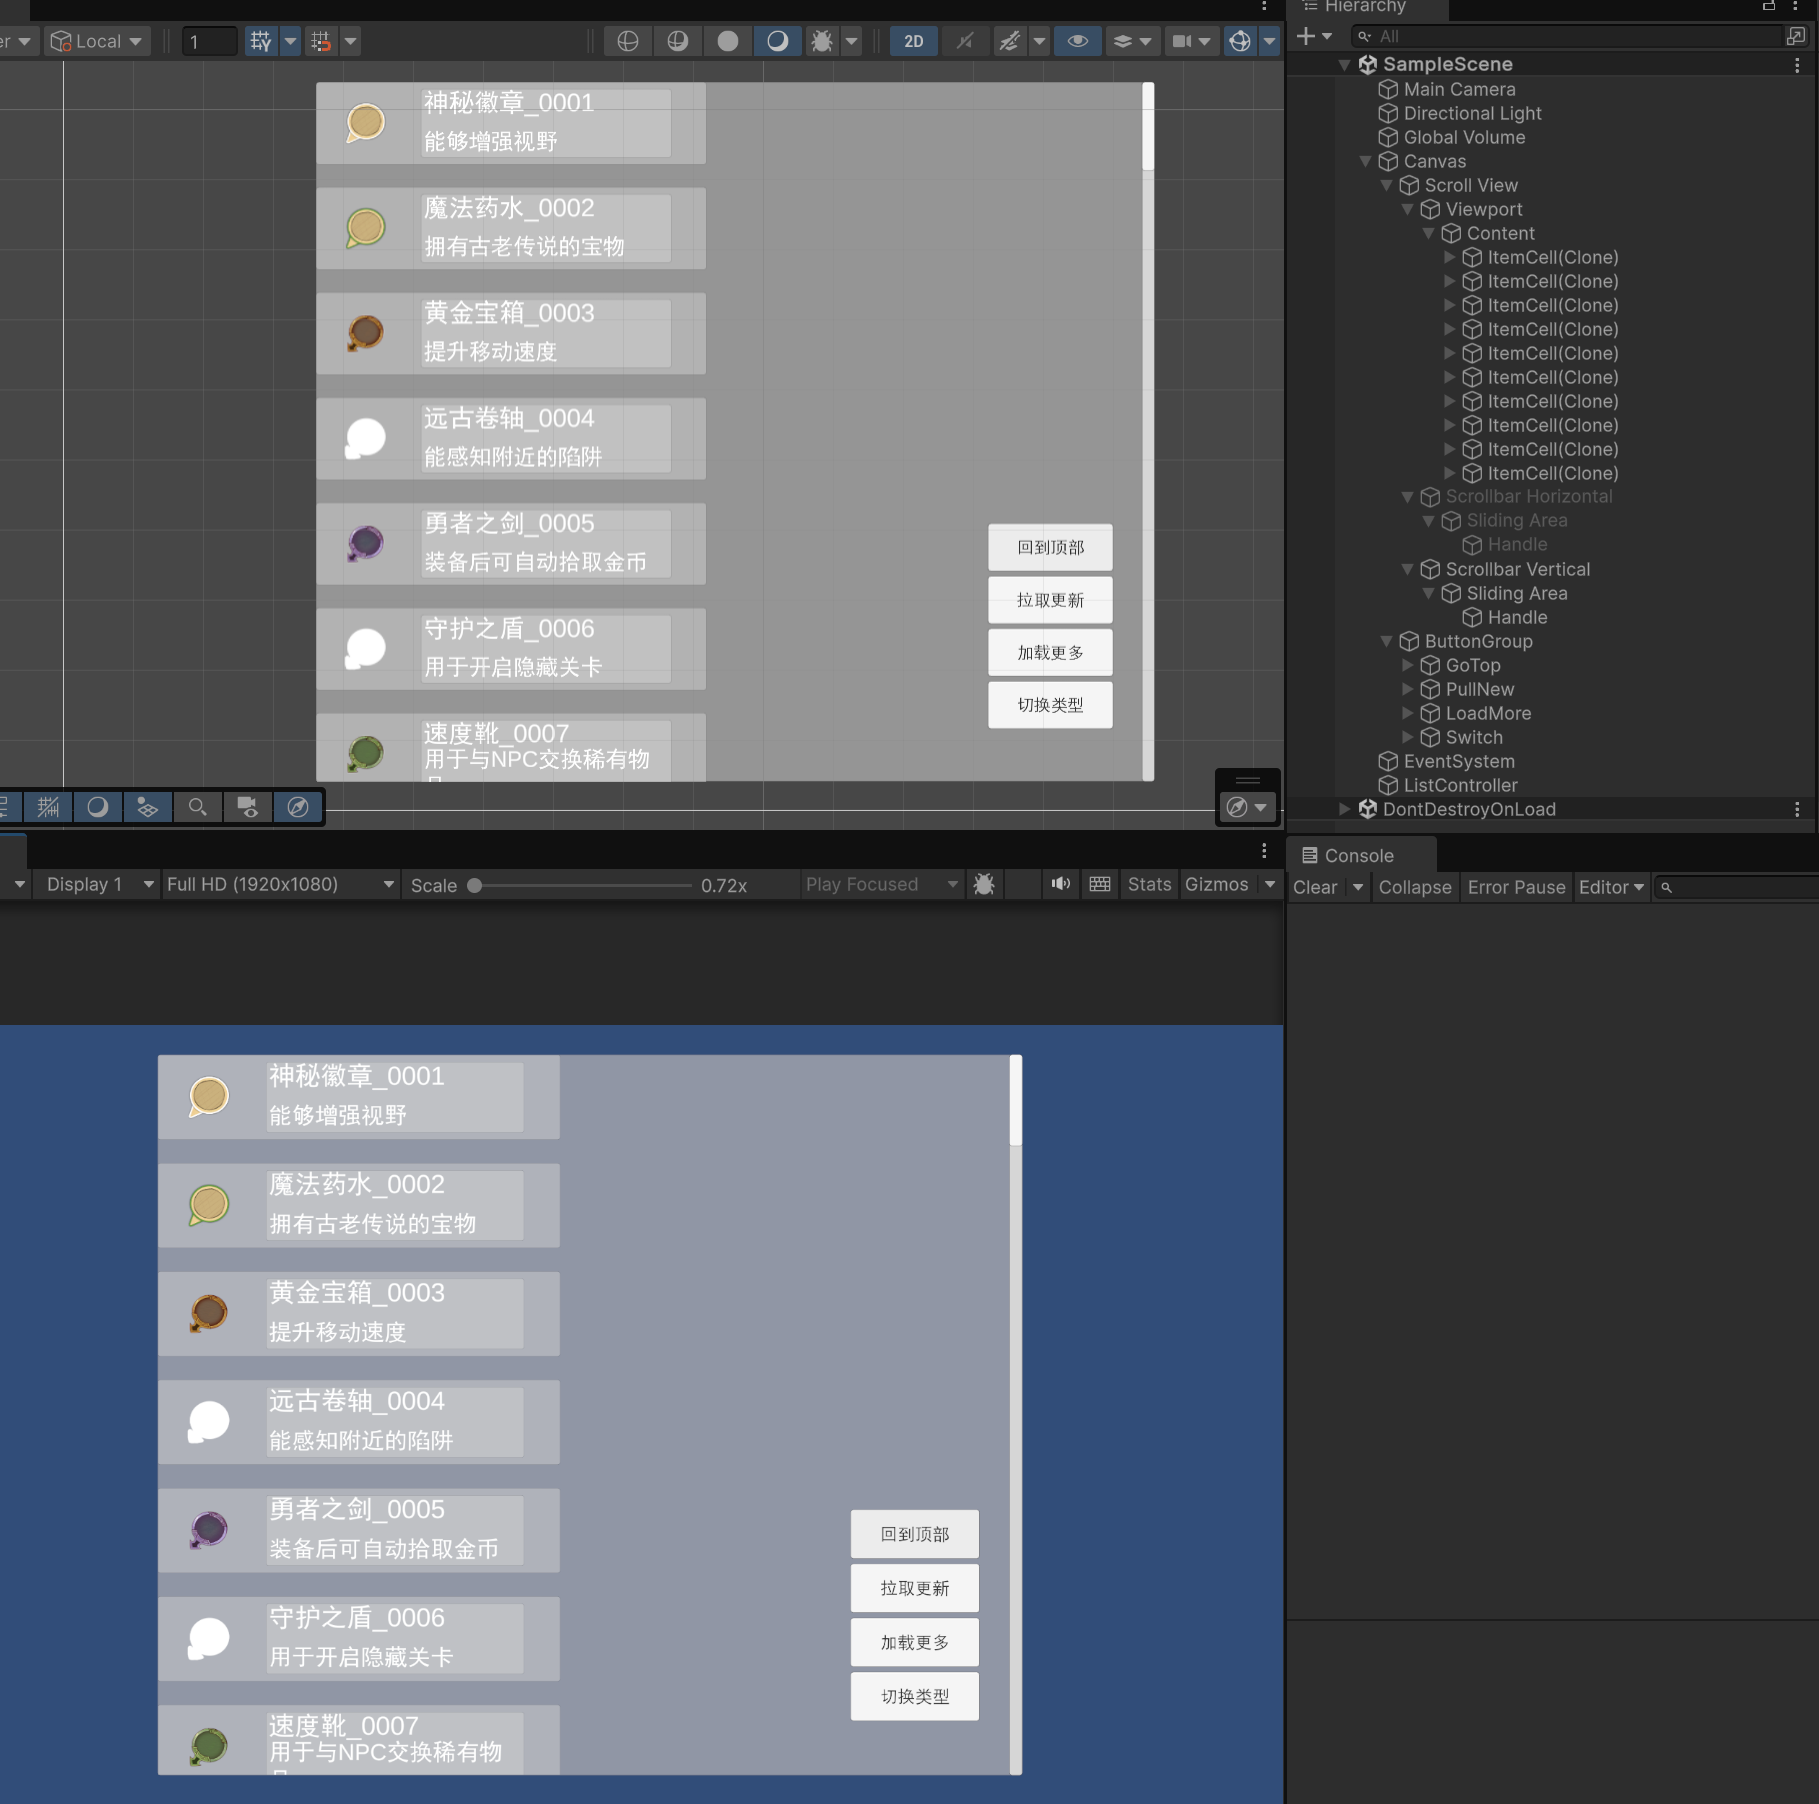 Local
1
2D
神秘徽章_0001
能够增强视野
魔法药水_0002
拥有古老传说的宝物
黄金宝箱_0003
提升移动速度
远古卷轴_0004
能感知附近的陷阱
勇者之剑_0005
装备后可自动拾取金币
守护之盾_0006
用于开启隐藏关卡
速度靴_0007
用于与NPC交换稀有物
回到顶部
拉取更新
加载更多
切换类型
Hierarchy
All
SampleScene
Main Camera
Directional Light
Global Volume
Canvas
Scroll View
Viewport
Content
ItemCell(Clone)
ItemCell(Clone)
ItemCell(Clone)
ItemCell(Clone)
ItemCell(Clone)
ItemCell(Clone)
ItemCell(Clone)
ItemCell(Clone)
ItemCell(Clone)
ItemCell(Clone)
Scrollbar Horizontal
Sliding Area
Handle
Scrollbar Vertical
Sliding Area
Handle
ButtonGroup
GoTop
PullNew
LoadMore
Switch
EventSystem
ListController
DontDestroyOnLoad
Display 1 Full HD (1920x1080) Scale 0.72x Play Focused Stats Gizmos
神秘徽章_0001
能够增强视野
魔法药水_0002
拥有古老传说的宝物
黄金宝箱_0003
提升移动速度
远古卷轴_0004
能感知附近的陷阱
勇者之剑_0005
装备后可自动拾取金币
守护之盾_0006
用于开启隐藏关卡
速度靴_0007
用于与NPC交换稀有物
回到顶部
拉取更新
加载更多
切换类型
Console
Clear Collapse Error Pause Editor